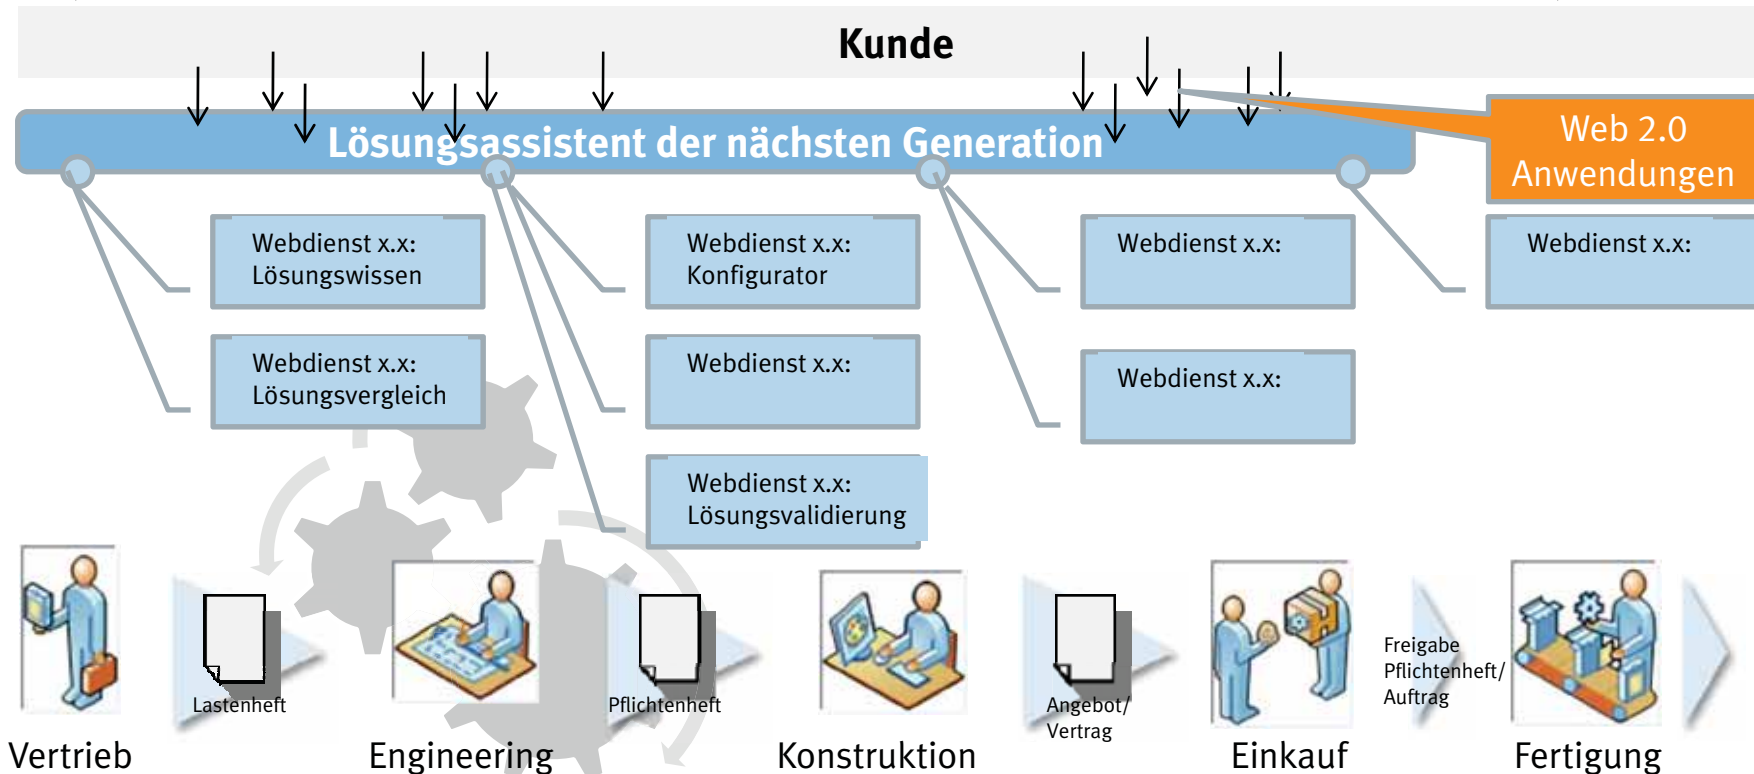 Kunde
Lösungsassistent der nächsten Generation
Web 2.0
Anwendungen
Webdienst x.x:
Lösungswissen
Webdienst x.x:
Konfigurator
Webdienst x.x:
Webdienst x.x:
Webdienst x.x:
Lösungsvergleich
Webdienst x.x:
Webdienst x.x:
Webdienst x.x:
Lösungsvalidierung
Lastenheft
Pflichtenheft
Angebot/
Vertrag
Freigabe
Pflichtenheft/
Auftrag
Vertrieb
Engineering
Konstruktion
Einkauf
Fertigung